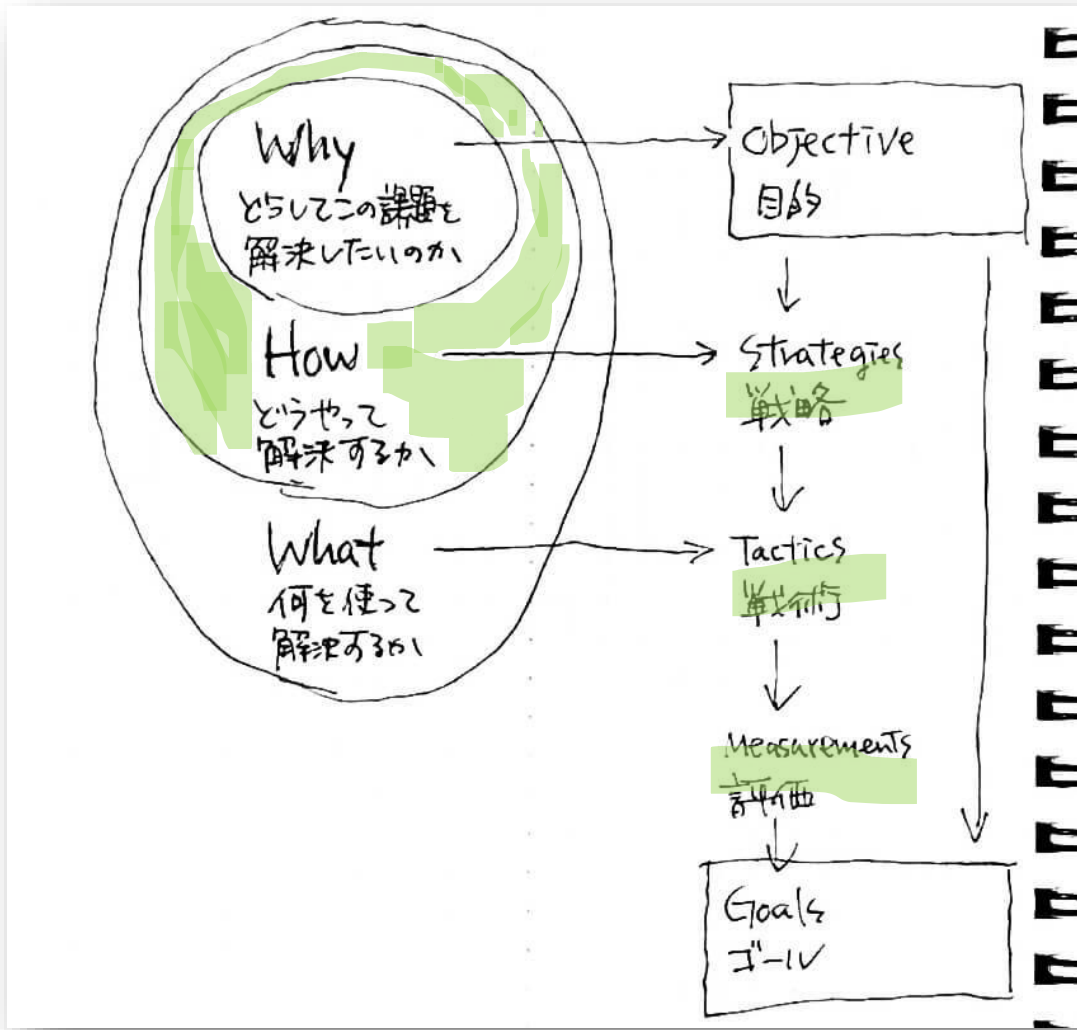 Why
どうしてこの課題を
解決したいのか
How
どうやって
解決するか
What
何を使って
解決するか
Objective
目的
Strategies
戦略
Tactics
戦術
Measurements
評価
Goals
ゴール